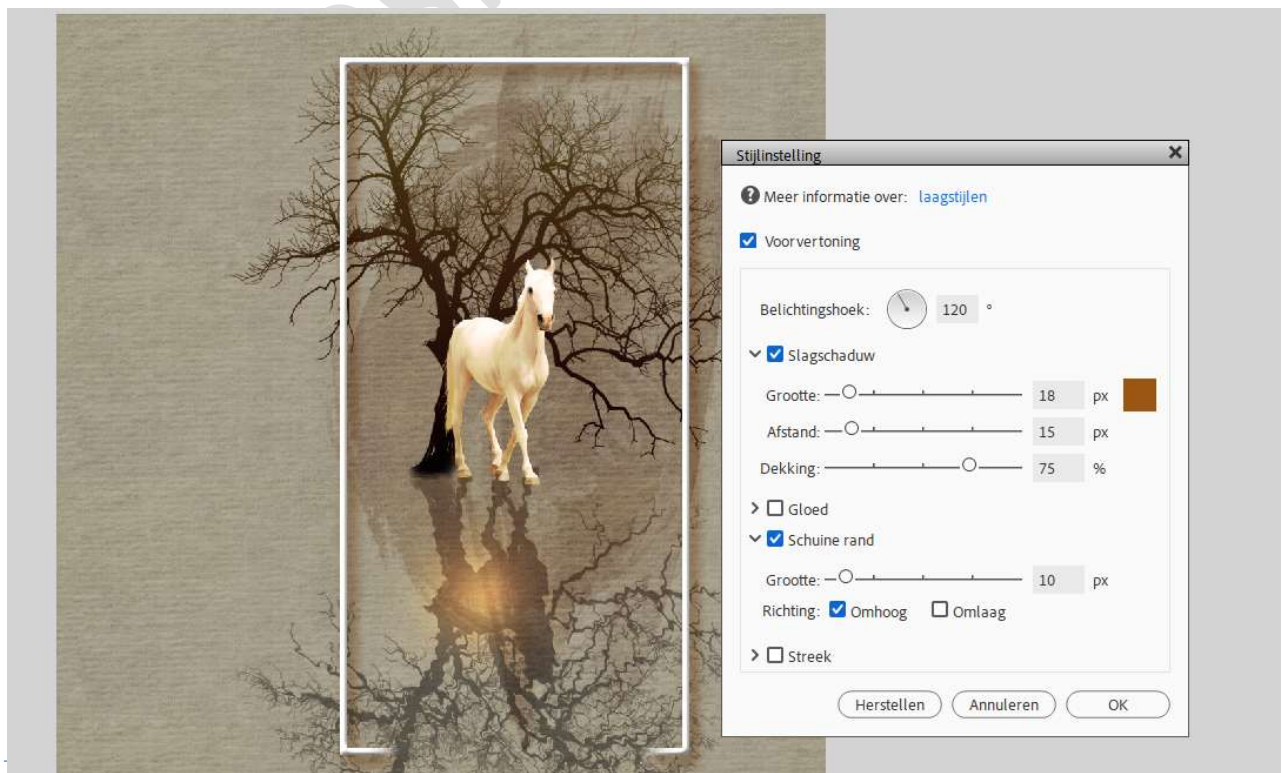 Stijlinstelling
Meer informatie over: laagstijlen
Voorvertoning
Belichtingshoek: 120 °
Slagschaduw
Grootte: 18 px
Afstand: 15 px
Dekking: 75 %
Gloed
Schuine rand
Grootte: 10 px
Richting: Omhoog Omlaag
Streek
Herstellen Annuleren OK